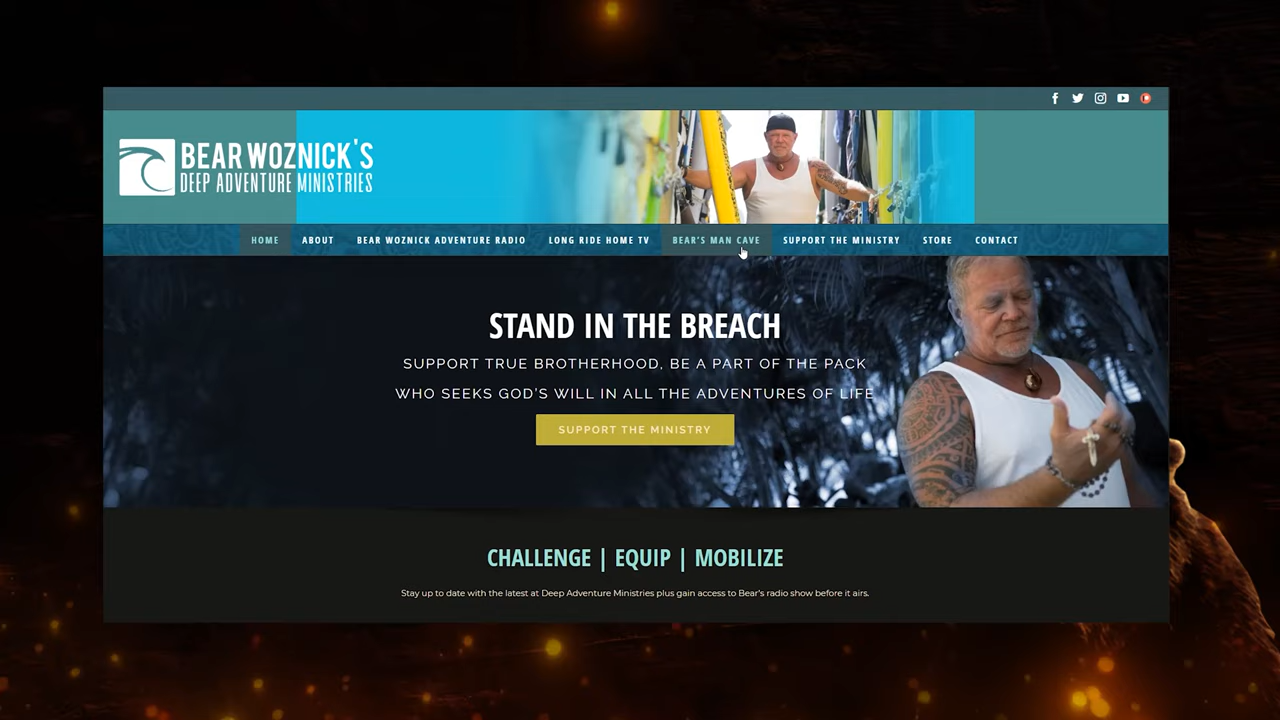 BEAR WOZNICK'S
DEEP ADVENTURE MINISTRIES
HOME ABOUT BEAR WOZNICK ADVENTURE RADIO LONG RIDE HOME TV BEAR'S MAN CAVE SUPPORT THE MINISTRY STORE CONTACT
STAND IN THE BREACH
SUPPORT TRUE BROTHERHOOD, BE A PART OF THE PACK
WHO SEEKS GOD'S WILL IN ALL THE ADVENTURES OF LIFE
SUPPORT THE MINISTRY
CHALLENGE | EQUIP | MOBILIZE
Stay up to date with the latest at Deep Adventure Ministries plus gain access to Bear's radio show before it airs.